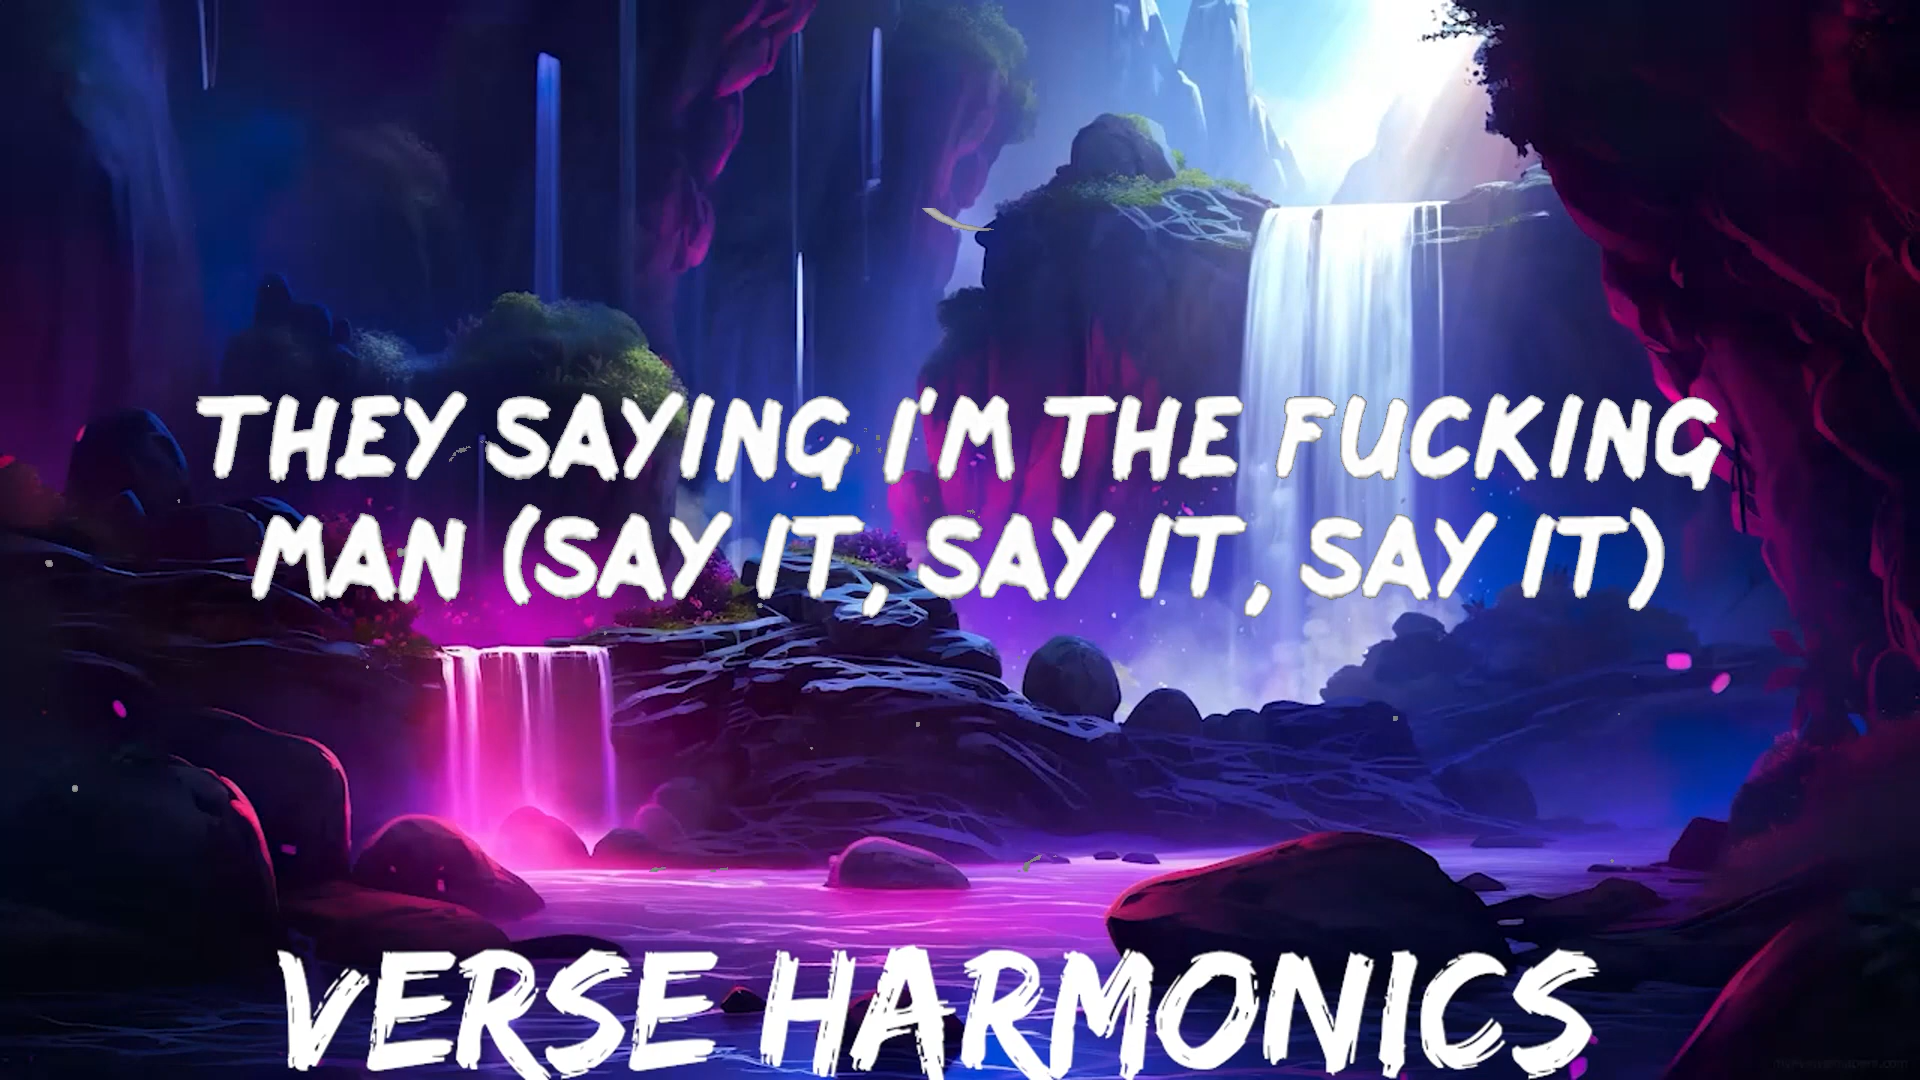 THEY SAYING I'M THE FUCKING
MAN (SAY IT, SAY IT, SAY IT)
VERSE HARMONICS